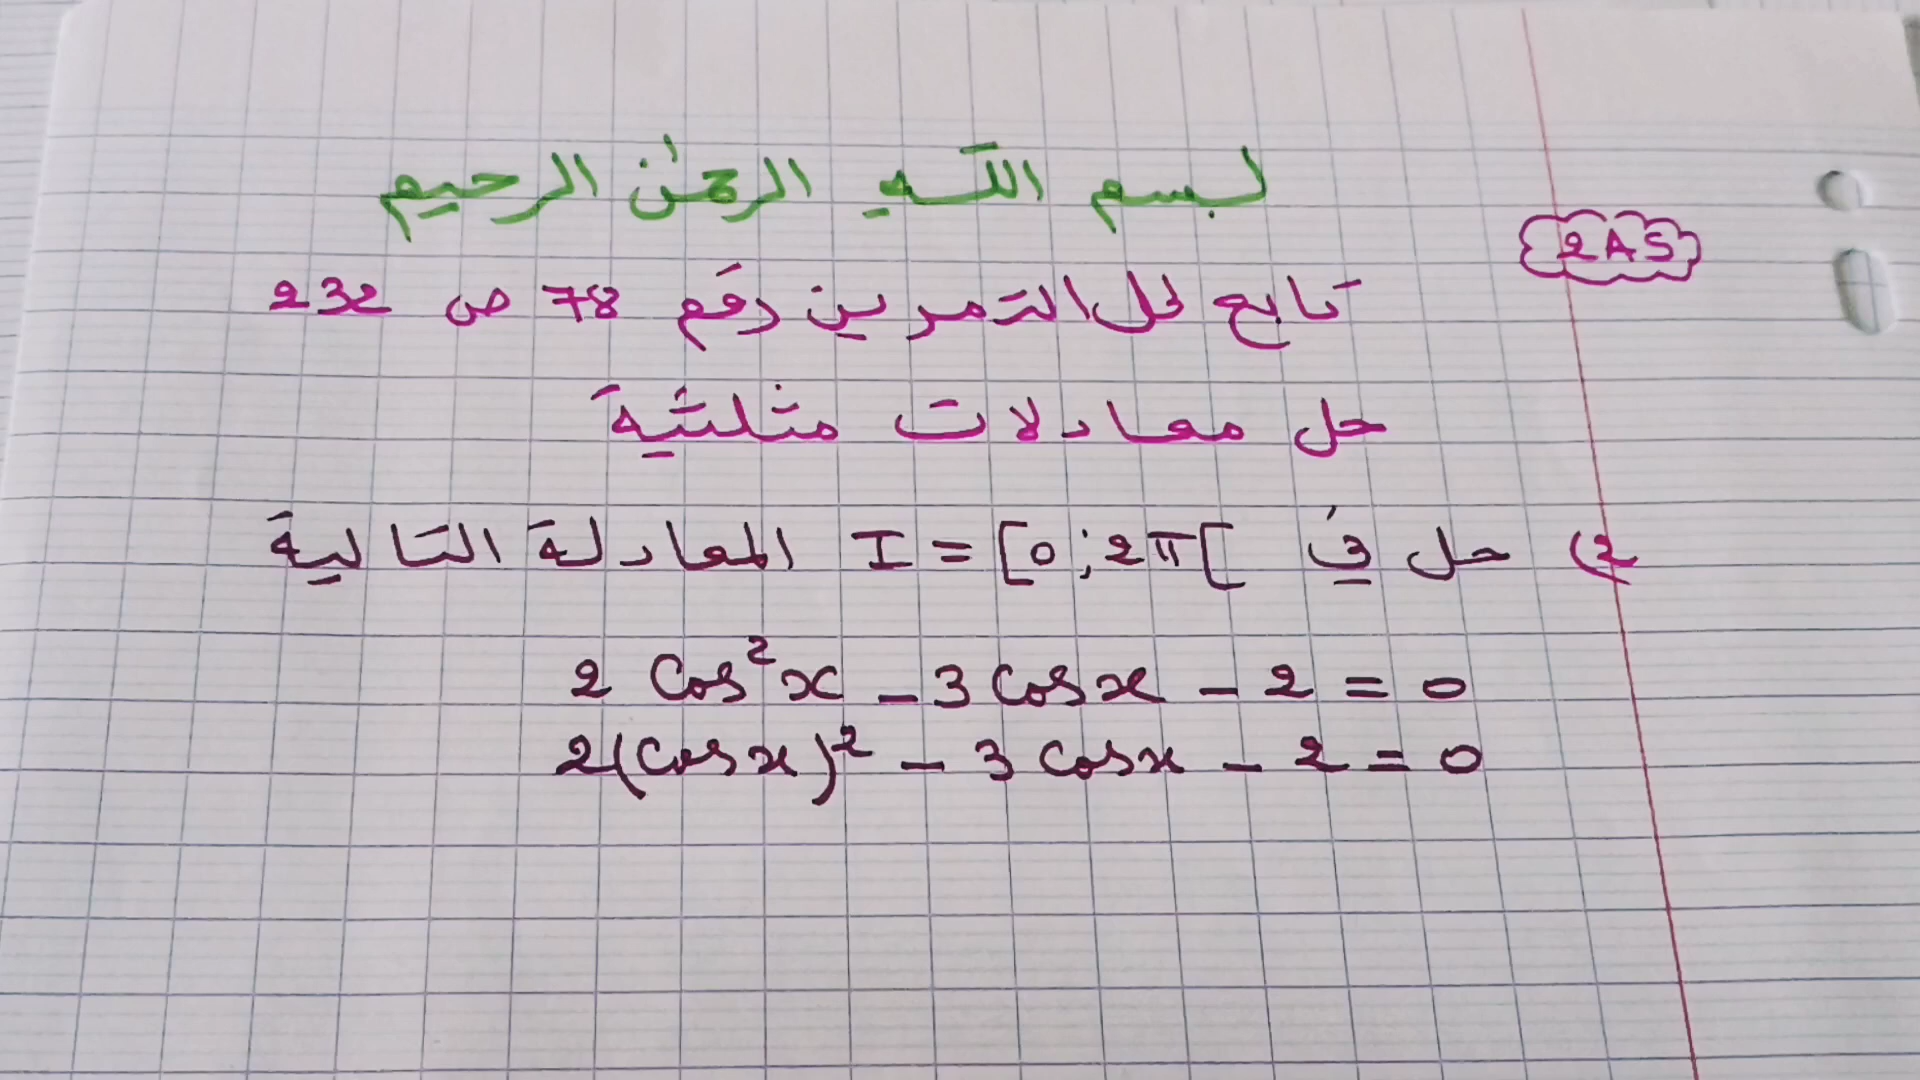 بسم الله الرحمن الرحيم
2AS
تابع لحل التمرين رقم 78 ص 232
حل معادلات مثلثية
2) حل في I = [0; 2π[ المعادلة التالية
2 Cos²x - 3 Cosx - 2 = 0
2(Cosx)² - 3 Cosx - 2 = 0